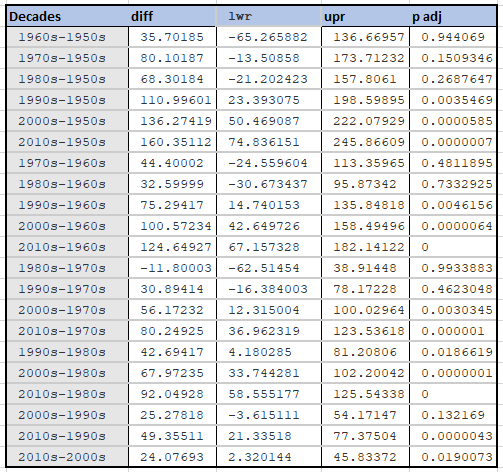 Decades diff lwr upr p adj
1960s-1950s 35.70185 -65.265882 136.66957 0.944069
1970s-1950s 80.10187 -13.50858 173.71232 0.1509346
1980s-1950s 68.30184 -21.202423 157.8061 0.2687647
1990s-1950s 110.99601 23.393075 198.59895 0.0035469
2000s-1950s 136.27419 50.469087 222.07929 0.0000585
2010s-1950s 160.35112 74.836151 245.86609 0.0000007
1970s-1960s 44.40002 -24.559604 113.35965 0.4811895
1980s-1960s 32.59999 -30.673437 95.87342 0.7332925
1990s-1960s 75.29417 14.740153 135.84818 0.0046156
2000s-1960s 100.57234 42.649726 158.49496 0.0000064
2010s-1960s 124.64927 67.157328 182.14122 0
1980s-1970s -11.80003 -62.51454 38.91448 0.9933883
1990s-1970s 30.89414 -16.384003 78.17228 0.4623048
2000s-1970s 56.17232 12.315004 100.02964 0.0030345
2010s-1970s 80.24925 36.962319 123.53618 0.000001
1990s-1980s 42.69417 4.180285 81.20806 0.0186619
2000s-1980s 67.97235 33.744281 102.20042 0.0000001
2010s-1980s 92.04928 58.555177 125.54338 0
2000s-1990s 25.27818 -3.615111 54.17147 0.132169
2010s-1990s 49.35511 21.33518 77.37504 0.0000043
2010s-2000s 24.07693 2.320144 45.83372 0.0190073